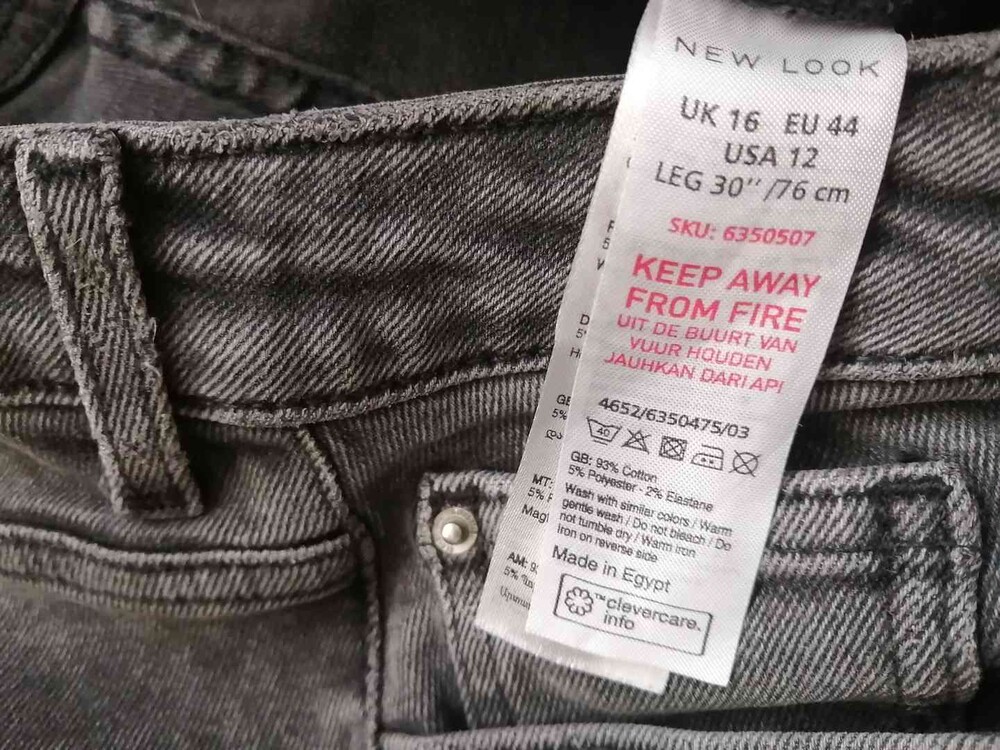 NEW LOOK
UK 16 EU 44
USA 12
LEG 30"/76 cm
SKU: 6350507
KEEP AWAY
FROM FIRE
UIT DE BUURT VAN
VUUR HOUDEN
JAUHKAN DARI API
4652/6350475/03
40
GB: 93% Cotton
5% Polyester - 2% Elastane
Wash with similar colors / Warm
gentle wash / Do not bleach / Do
not tumble dry / Warm iron
Iron on reverse side
Made in Egypt
™clevercare.
info
MT:
AM: